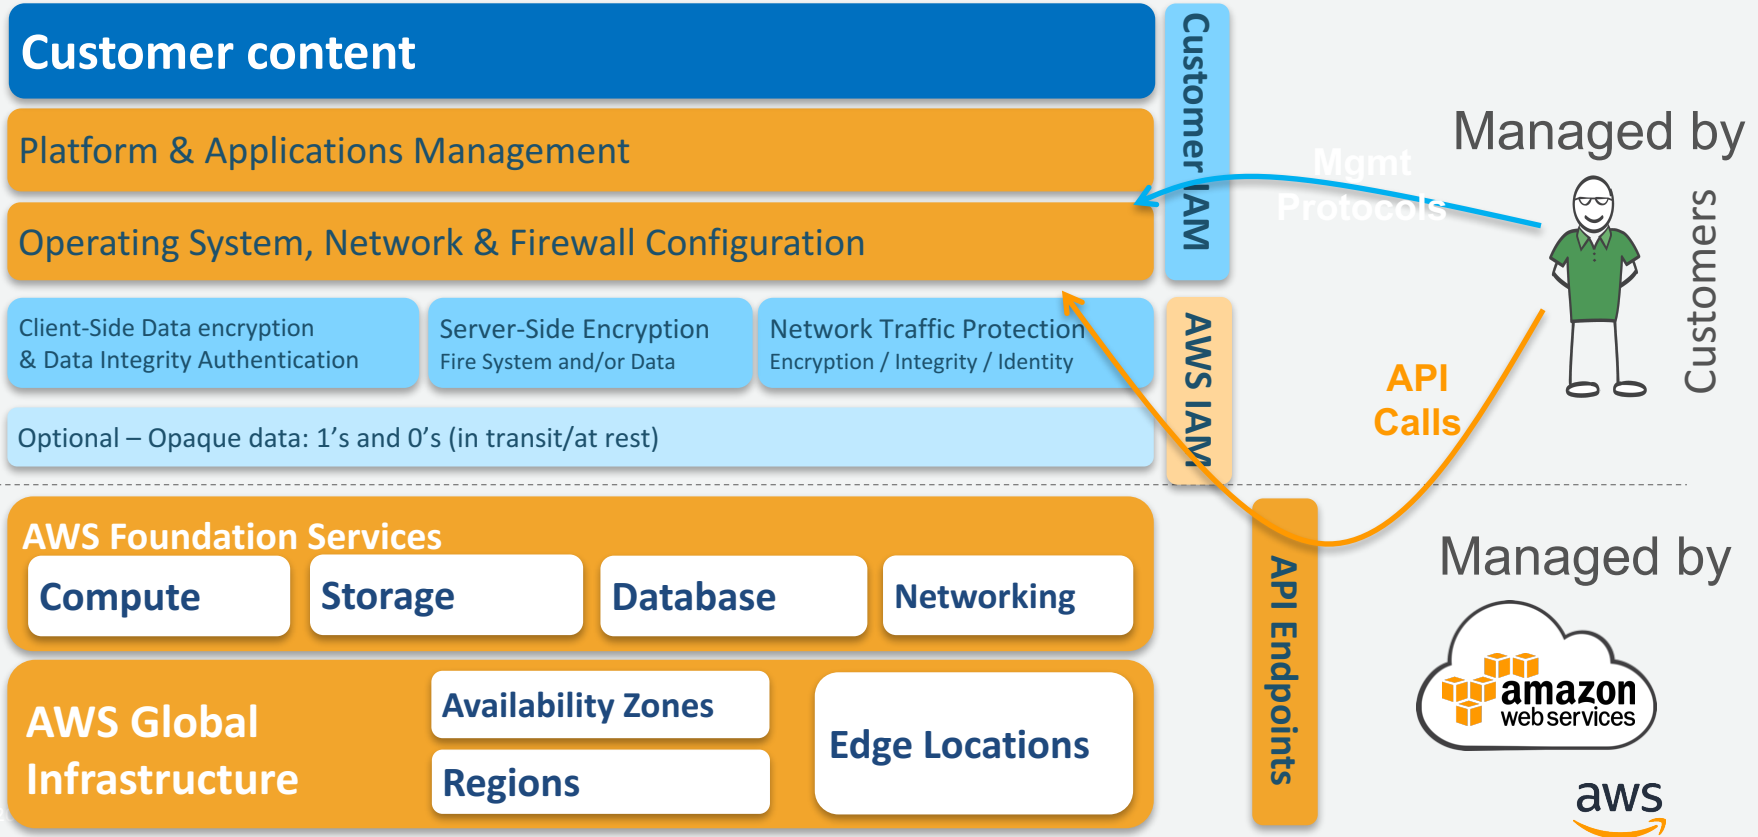 Customer content
Platform & Applications Management
Operating System, Network & Firewall Configuration
Customer IAM
Client-Side Data encryption
& Data Integrity Authentication
Server-Side Encryption
Fire System and/or Data
Network Traffic Protection
Encryption / Integrity / Identity
Optional – Opaque data: 1’s and 0’s (in transit/at rest)
AWS IAM
Mgmt
Protocols
API
Calls
Managed by
Customers
AWS Foundation Services
Compute
Storage
Database
Networking
AWS Global
Infrastructure
Availability Zones
Regions
Edge Locations
API Endpoints
Managed by
amazon
web services
aws